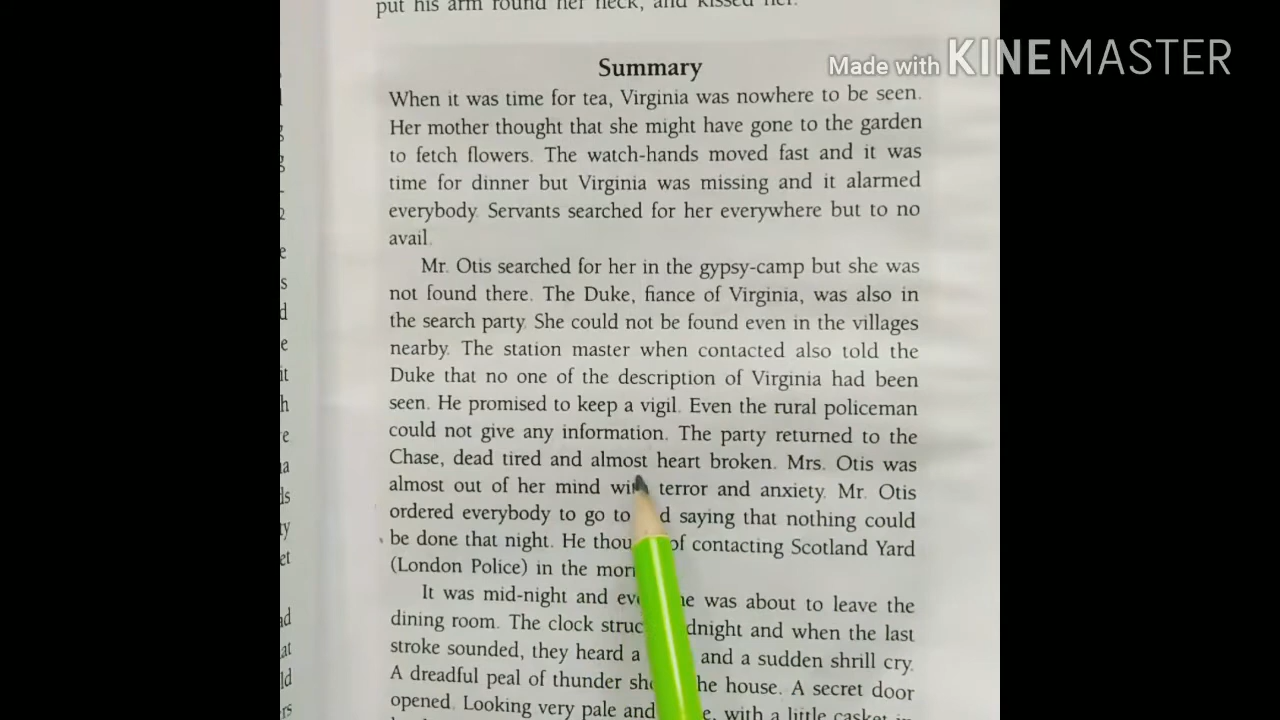 put his arm round her neck, and kissed her.
Made with KINEMASTER
Summary
When it was time for tea, Virginia was nowhere to be seen.
Her mother thought that she might have gone to the garden
to fetch flowers. The watch-hands moved fast and it was
time for dinner but Virginia was missing and it alarmed
everybody. Servants searched for her everywhere but to no
avail.
Mr. Otis searched for her in the gypsy-camp but she was
not found there. The Duke, fiance of Virginia, was also in
the search party. She could not be found even in the villages
nearby. The station master when contacted also told the
Duke that no one of the description of Virginia had been
seen. He promised to keep a vigil. Even the rural policeman
could not give any information. The party returned to the
Chase, dead tired and almost heart broken. Mrs. Otis was
almost out of her mind with terror and anxiety. Mr. Otis
ordered everybody to go to saying that nothing could
be done that night. He of contacting Scotland Yard
(London Police) in the
It was mid-night and was about to leave the
dining room. The clock and when the last
stroke sounded, they heard a and a sudden shrill cry.
A dreadful peal of thunder the house. A secret door
opened. Looking very pale and with a little casket in